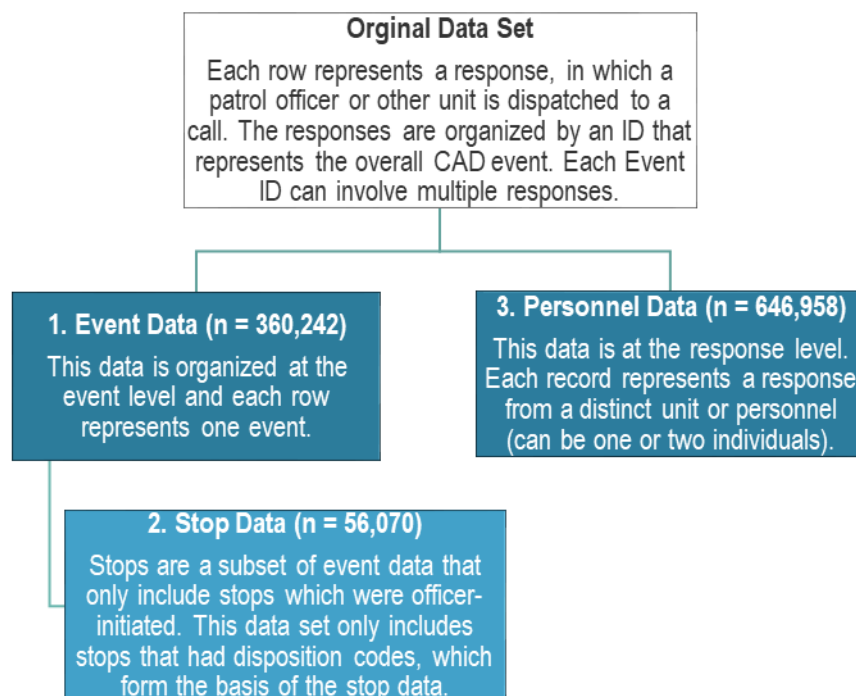 Orginal Data Set
Each row represents a response, in which a
patrol officer or other unit is dispatched to a
call. The responses are organized by an ID that
represents the overall CAD event. Each Event
ID can involve multiple responses.
1. Event Data (n = 360,242)
This data is organized at the
event level and each row
represents one event.
3. Personnel Data (n = 646,958)
This data is at the response level.
Each record represents a response
from a distinct unit or personnel
(can be one or two individuals).
2. Stop Data (n = 56,070)
Stops are a subset of event data that
only include stops which were officer-
initiated. This data set only includes
stops that had disposition codes, which
form the basis of the stop data.